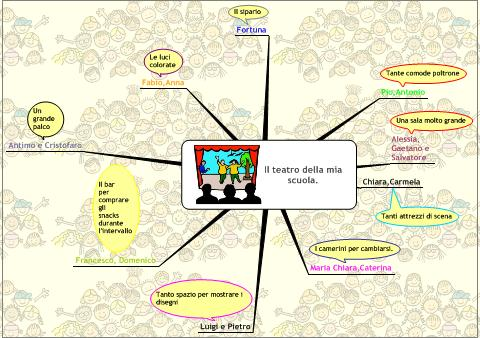 Il sipario
Fortuna
Le luci
colorate
Fabio,Anna
Tante comode poltrone
Pio,Antonio
Un
grande
palco
Antimo e Cristofaro
Una sala molto grande
Alessia,
Gaetano e
Salvatore
Il teatro della mia
scuola.
Chiara,Carmela
Tanti attrezzi di scena
Il bar
per
comprare
gli
snacks
durante
l'intervallo
Francesco, Domenico
I camerini per cambiarsi.
Maria Chiara,Caterina
Tanto spazio per mostrare i
disegni
Luigi e Pietro